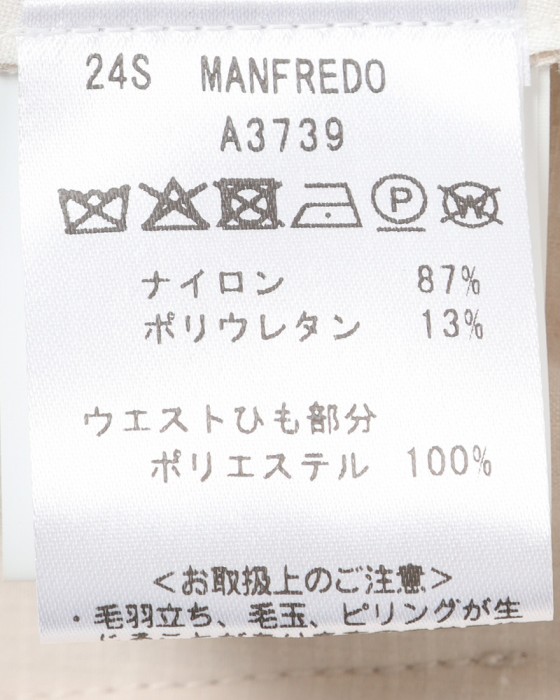 24S MANFREDO
A3739
P W
ナイロン 87%
ポリウレタン 13%
ウエストひも部分
ポリエステル 100%
<お取扱上のご注意>
・毛羽立ち、毛玉、ピリングが生